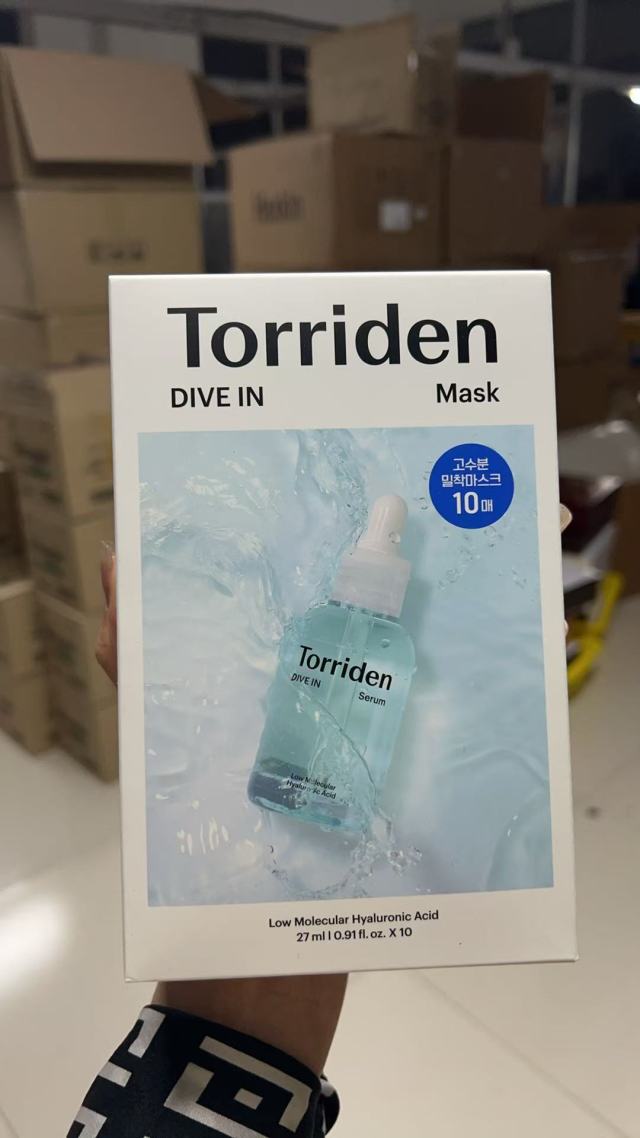 Torriden
DIVE IN Mask
고수분
밀착마스크
10매
Torriden
DIVE IN
Serum
Low Molecular
Hyaluronic Acid
Low Molecular Hyaluronic Acid
27 ml l 0.91 fl. oz. X 10